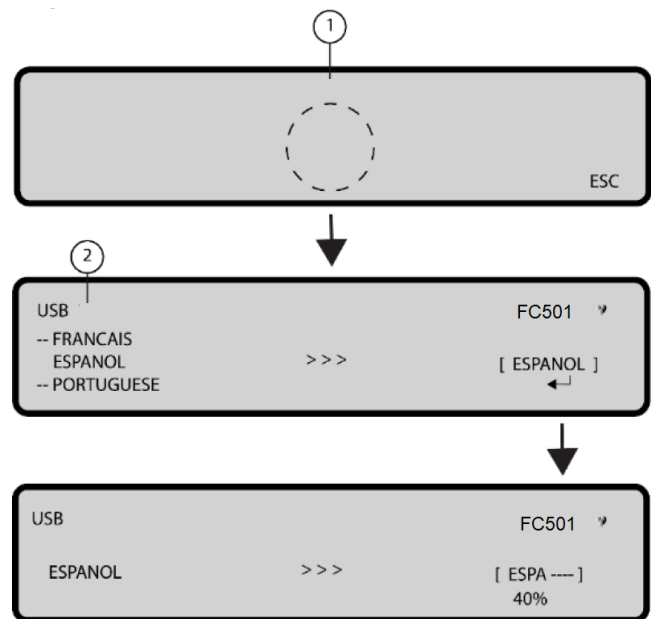 1
ESC
2
USB FC501
-- FRANCAIS
ESPANOL >>> [ ESPANOL ]
-- PORTUGUESE
USB FC501
ESPANOL >>> [ ESPA ---- ]
40%